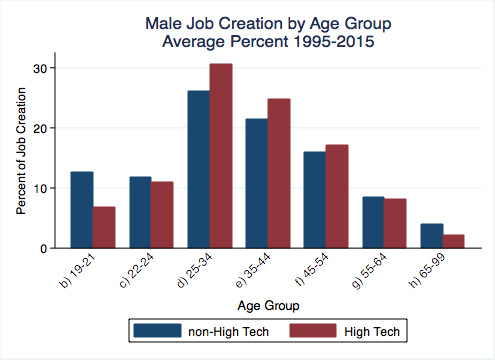 Male Job Creation by Age Group
Average Percent 1995-2015
Percent of Job Creation
30
20
10
0
b) 19-21
c) 22-24
d) 25-34
e) 35-44
f) 45-54
g) 55-64
h) 65-99
Age Group
non-High Tech
High Tech